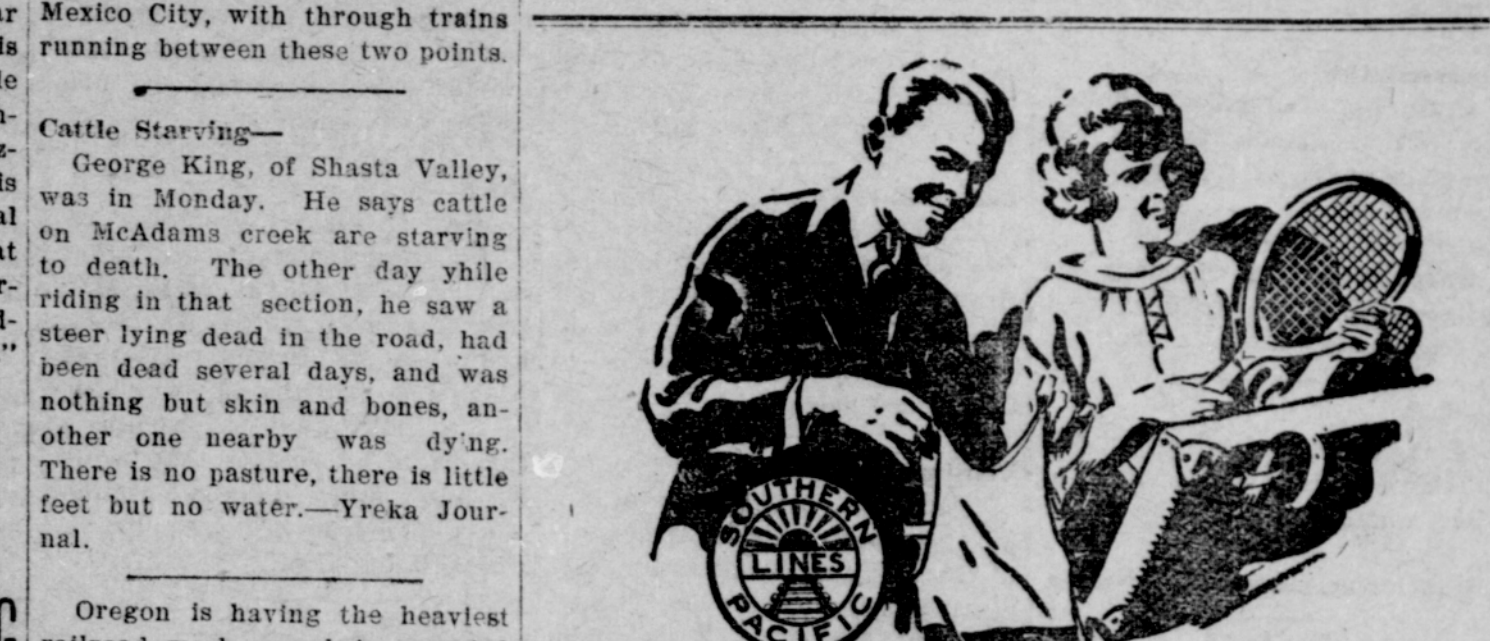 Mexico City, with through trains
running between these two points.
Cattle Starving—
George King, of Shasta Valley,
was in Monday. He says cattle
on McAdams creek are starving
to death. The other day yhile
riding in that section, he saw a
steer lying dead in the road, had
been dead several days, and was
nothing but skin and bones, an-
other one nearby was dying.
There is no pasture, there is little
feet but no water.—Yreka Jour-
nal.
Oregon is having the heaviest
SOUTHERN
LINES
PACIFIC